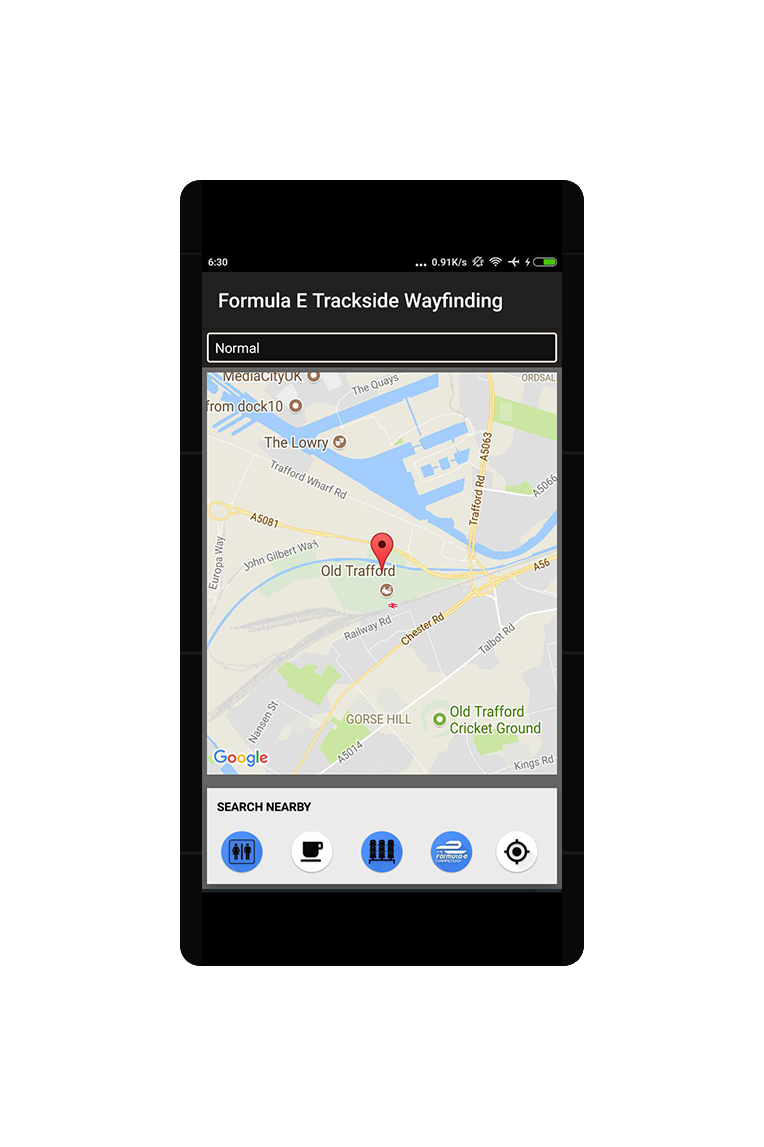 6:30
... 0.91K/s
Formula E Trackside Wayfinding
Normal
MediaCityUK
The Quays
ORDSAL
from dock10
The Lowry
A5063
Trafford Wharf Rd
Trafford Rd
A5066
A5081
Europa Way
John Gilbert Way
Old Trafford
A56
Railway Rd
Chester Rd
Talbot Rd
Nansen St
GORSE HILL
Old Trafford
Cricket Ground
A5014
Kings Rd
Google
SEARCH NEARBY
FORMULA-E